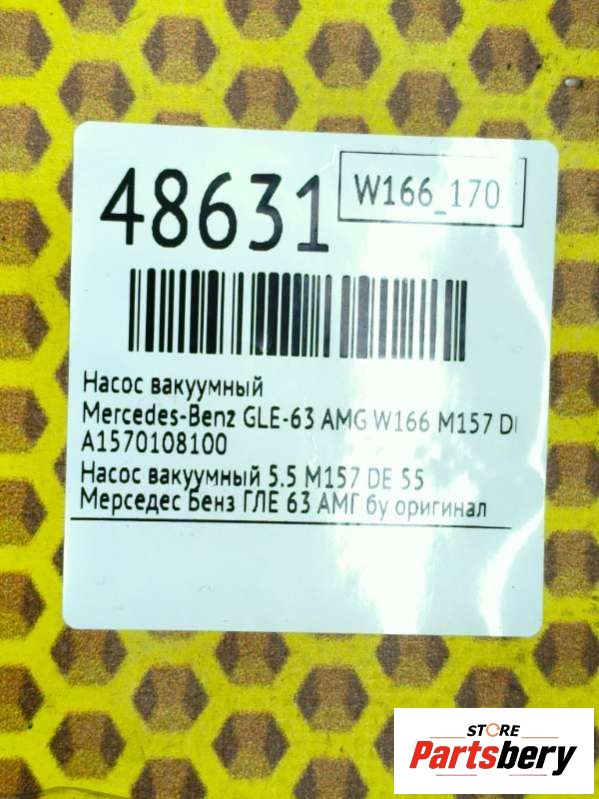 48631
W166_170
Насос вакуумный
Mercedes-Benz GLE-63 AMG W166 M157
A1570108100
Насос вакуумный 5.5 M157 DE 55
Мерседес Бенз ГЛЕ 63 АМГ бу оригинал
STORE
Partsbery